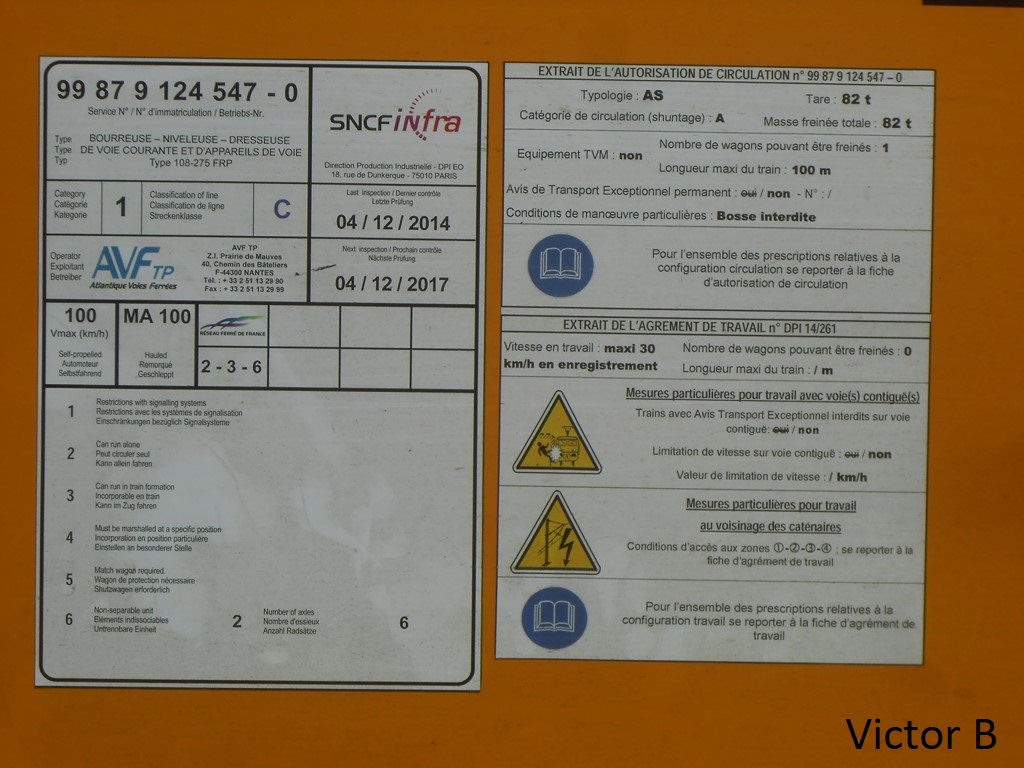 99 87 9 124 547 - 0
Service N° / N° d'immatriculation / Betriebs-Nr.
Type
Type
Typ
BOURREUSE – NIVELEUSE – DRESSEUSE
DE VOIE COURANTE ET D'APPAREILS DE VOIE
Type 108-275 FRP
SNCF infra
Direction Production Industrielle - DPI EO
18, rue de Dunkerque - 75010 PARIS
Category
Catégorie
Kategorie
1
Classification of line
Classification de ligne
Streckenklasse
C
Last inspection / Dernier contrôle
Letzte Prüfung
04 / 12 / 2014
Operator
Exploitant
Betreiber
AVF TP
Atlantique Voies Ferrées
AVF TP
Z.I. Prairie de Mauves
40, Chemin des Bâteliers
F-44300 NANTES
Tél. : + 33 2 51 13 29 90
Fax : + 33 2 51 13 29 99
Next inspection / Prochain contrôle
Nächste Prüfung
04 / 12 / 2017
100
Vmax (km/h)
Self-propelled
Automoteur
Selbstfahrend
MA 100
Hauled
Remorqué
Geschleppt
RÉSEAU FERRÉ DE FRANCE
2 - 3 - 6
1
Restrictions with signalling systems
Restrictions avec les systèmes de signalisation
Einschränkungen bezüglich Signalsysteme
2
Can run alone
Peut circuler seul
Kann allein fahren
3
Can run in train formation
Incorporable en train
Kann im Zug fahren
4
Must be marshalled at a specific position
Incorporation en position particulière
Einstellen an besonderer Stelle
5
Match wagon required
Wagon de protection nécessaire
Shutzwagen erforderlich
6
Non-separable unit
Eléments indissociables
Untrennbare Einheit
2
Number of axles
Nombre d'essieux
Anzahl Radsätze
6
EXTRAIT DE L'AUTORISATION DE CIRCULATION n° 99 87 9 124 547 – 0
Typologie : AS
Tare : 82 t
Catégorie de circulation (shuntage) : A
Masse freinée totale : 82 t
Equipement TVM : non
Nombre de wagons pouvant être freinés : 1
Longueur maxi du train : 100 m
Avis de Transport Exceptionnel permanent : oui / non - N° : /
Conditions de manœuvre particulières : Bosse interdite
Pour l'ensemble des prescriptions relatives à la
configuration circulation se reporter à la fiche
d'autorisation de circulation
EXTRAIT DE L'AGREMENT DE TRAVAIL n° DPI 14/261
Vitesse en travail : maxi 30
km/h en enregistrement
Nombre de wagons pouvant être freinés : 0
Longueur maxi du train : / m
Mesures particulières pour travail avec voie(s) contiguë(s)
Trains avec Avis Transport Exceptionnel interdits sur voie
contiguë: oui / non
Limitation de vitesse sur voie contiguë : oui / non
Valeur de limitation de vitesse : / km/h
Mesures particulières pour travail
au voisinage des caténaires
Conditions d'accès aux zones ①-②-③-④ : se reporter à la
fiche d'agrément de travail
Pour l'ensemble des prescriptions relatives à la
configuration travail se reporter à la fiche d'agrément de
travail
Victor B